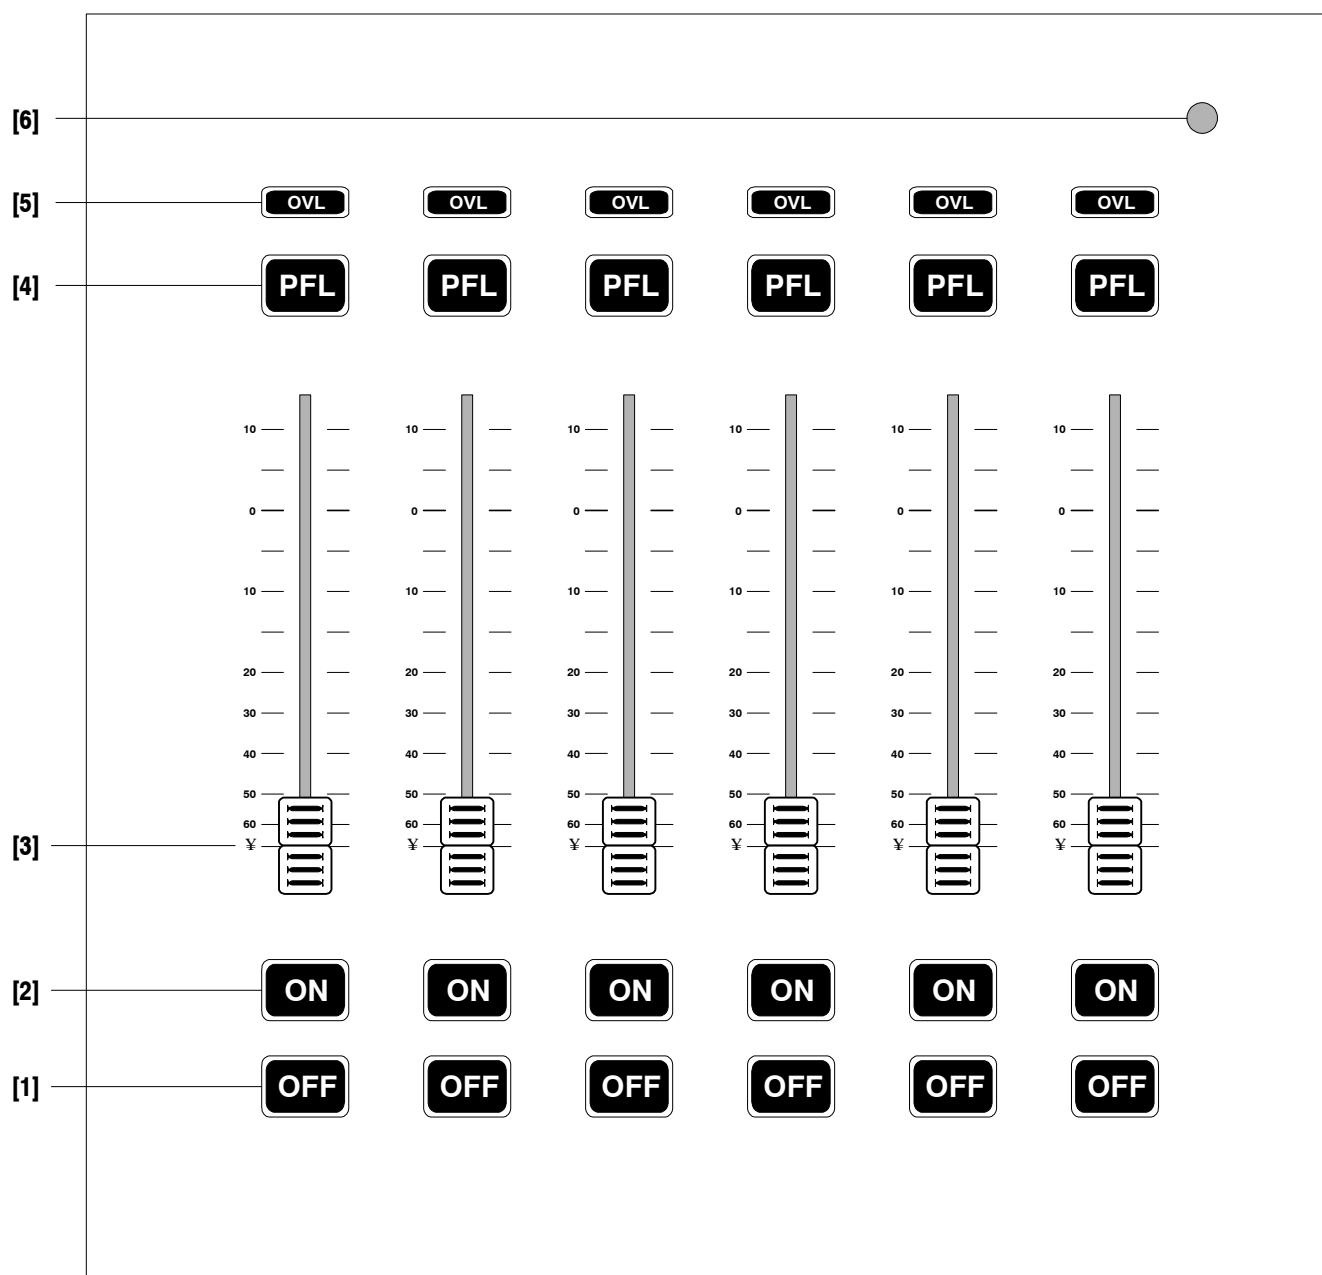 [6]
[5] OVL OVL OVL OVL OVL OVL
[4] PFL PFL PFL PFL PFL PFL
10 10 10 10 10 10
0 0 0 0 0 0
10 10 10 10 10 10
20 20 20 20 20 20
30 30 30 30 30 30
40 40 40 40 40 40
50 50 50 50 50 50
60 60 60 60 60 60
[3] ¥ ¥ ¥ ¥ ¥ ¥
[2] ON ON ON ON ON ON
[1] OFF OFF OFF OFF OFF OFF